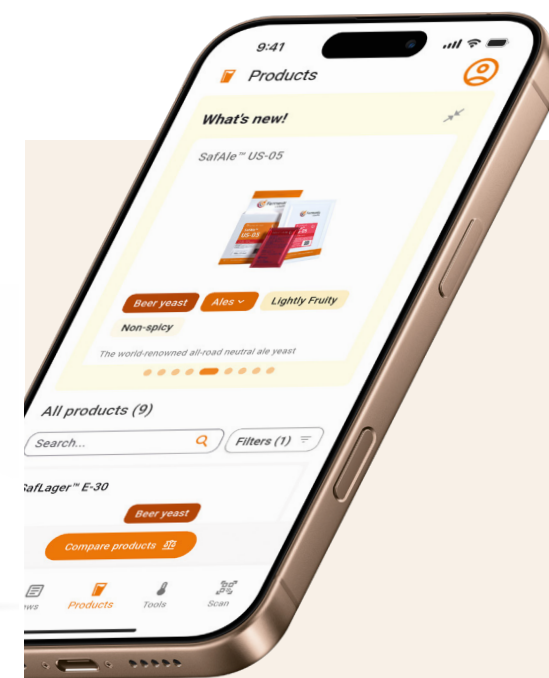 9:41
Products
What's new!
SafAle™ US-05
Beer yeast Ales Lightly Fruity
Non-spicy
The world-renowned all-road neutral ale yeast
All products (9)
Search... Filters (1)
SafLager™ E-30
Beer yeast
Compare products
ws Products Tools Scan